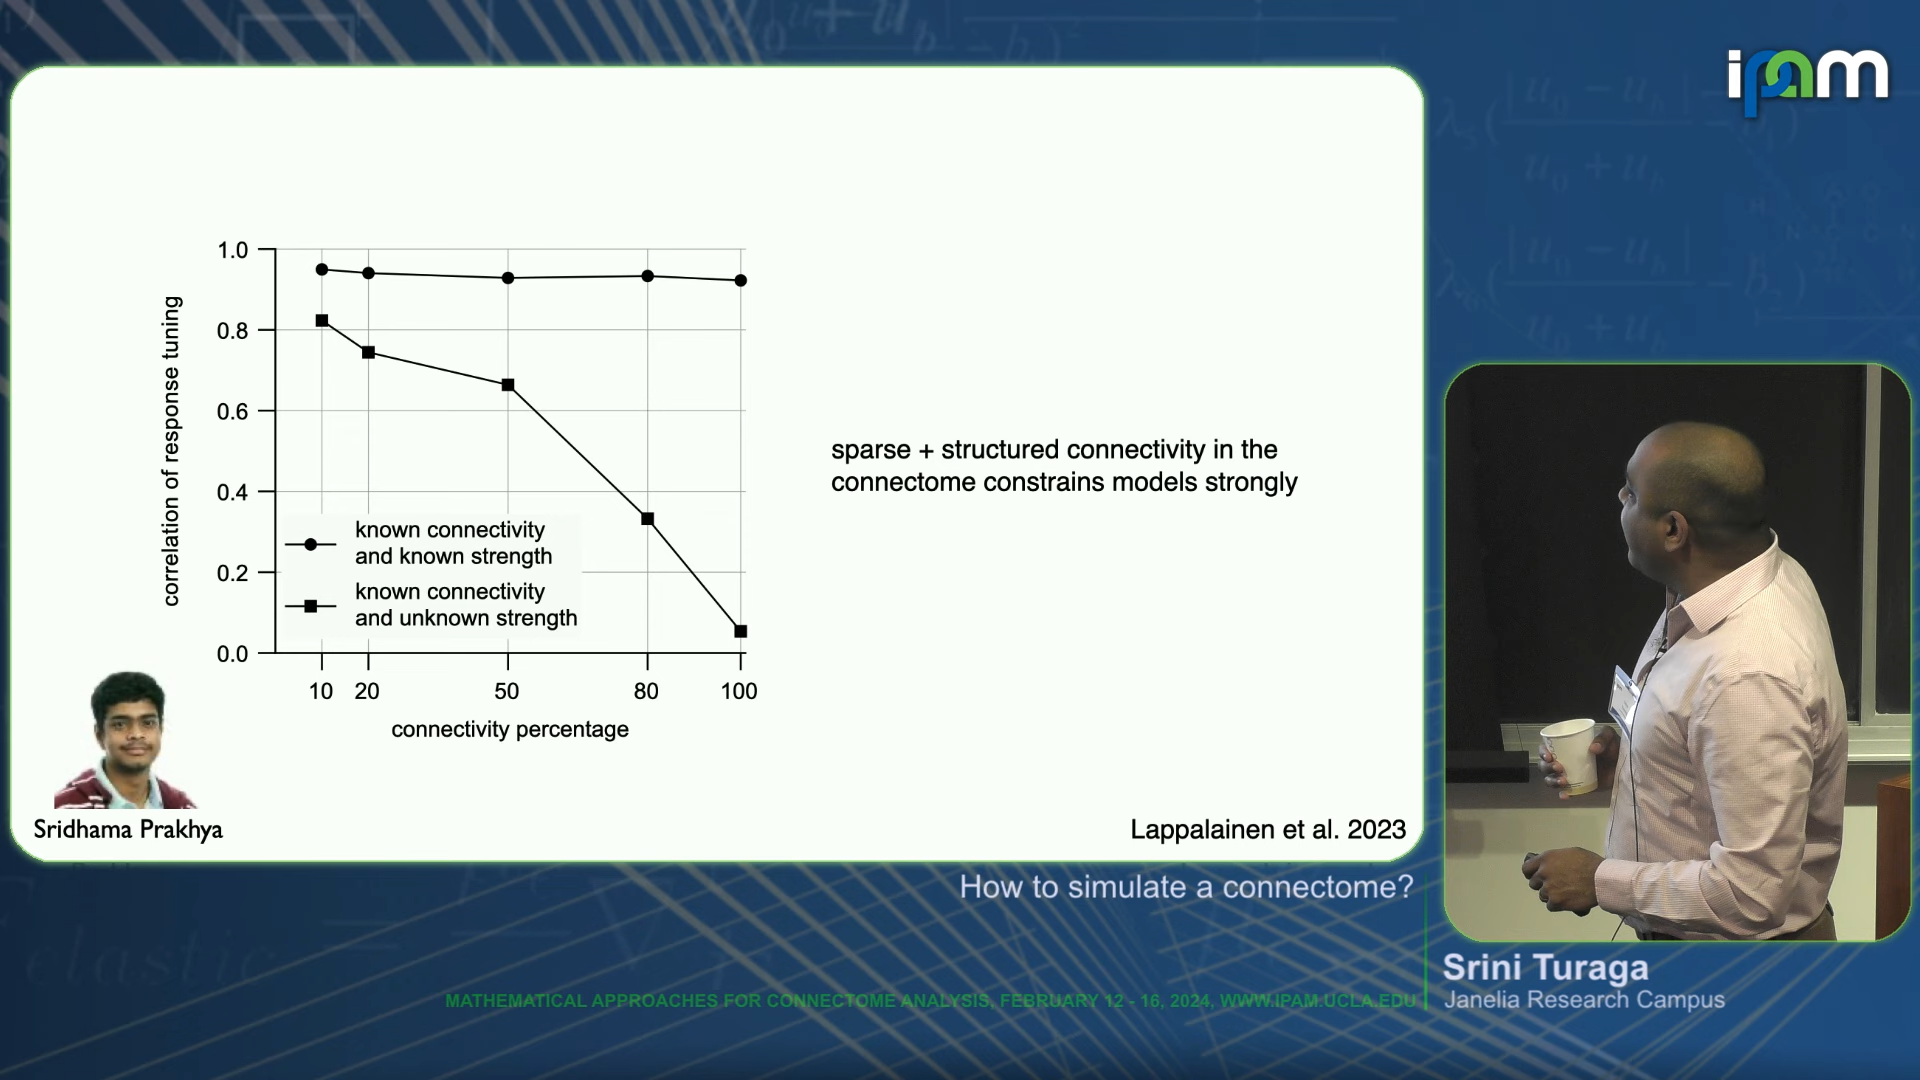 ipam
1.0
0.8
0.6
0.4
0.2
0.0
correlation of response tuning
known connectivity
and known strength
known connectivity
and unknown strength
10 20 50 80 100
connectivity percentage
sparse + structured connectivity in the
connectome constrains models strongly
Sridhama Prakhya
Lappalainen et al. 2023
How to simulate a connectome?
Srini Turaga
Janelia Research Campus
MATHEMATICAL APPROACHES FOR CONNECTOME ANALYSIS, FEBRUARY 12 - 16, 2024, WWW.IPAM.UCLA.EDU
elastic